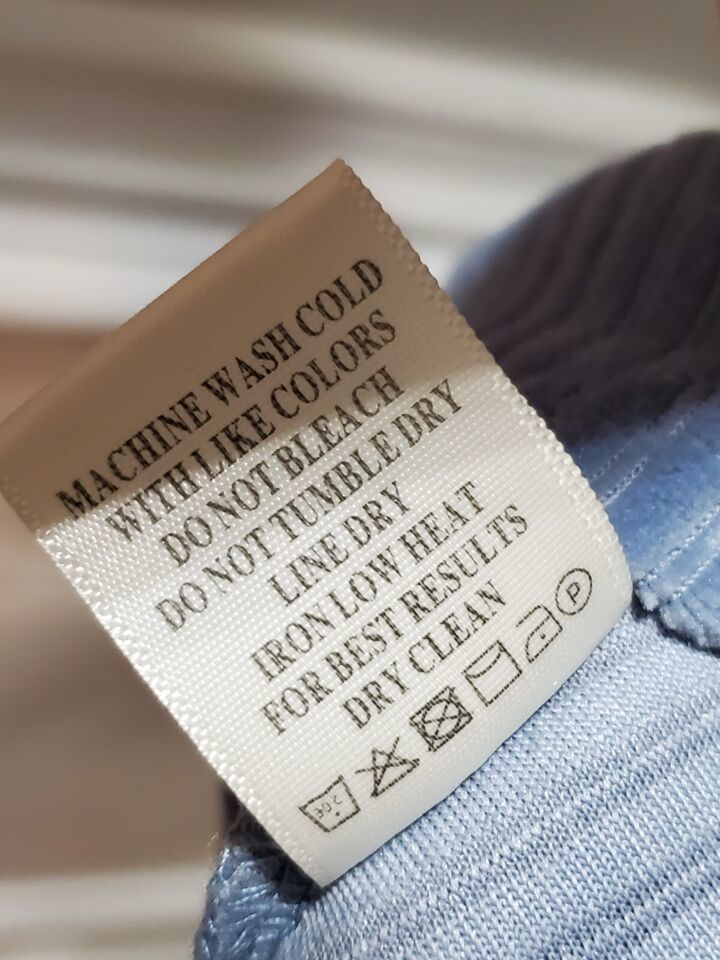 MACHINE WASH COLD
WITH LIKE COLORS
DO NOT BLEACH
DO NOT TUMBLE DRY
LINE DRY
IRON LOW HEAT
FOR BEST RESULTS
DRY CLEAN
P